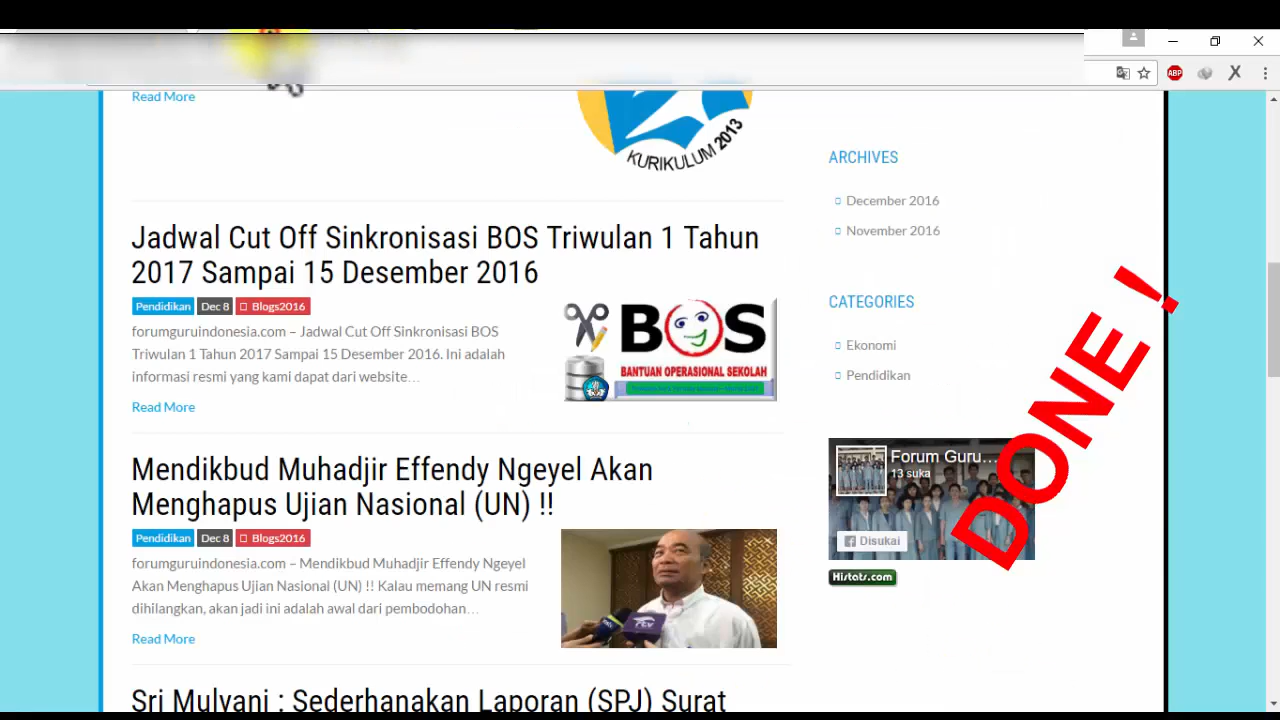 ABP
Read More
KURIKULUM 2013
Jadwal Cut Off Sinkronisasi BOS Triwulan 1 Tahun
2017 Sampai 15 Desember 2016
Pendidikan Dec 8 Blogs2016
forumguruindonesia.com – Jadwal Cut Off Sinkronisasi BOS
Triwulan 1 Tahun 2017 Sampai 15 Desember 2016. Ini adalah
informasi resmi yang kami dapat dari website…
Read More
BOS
BANTUAN OPERASIONAL SEKOLAH
Mendikbud Muhadjir Effendy Ngeyel Akan
Menghapus Ujian Nasional (UN) !!
Pendidikan Dec 8 Blogs2016
forumguruindonesia.com – Mendikbud Muhadjir Effendy Ngeyel
Akan Menghapus Ujian Nasional (UN) !! Kalau memang UN resmi
dihilangkan, akan jadi ini adalah awal dari pembodohan…
Read More
Sri Mulyani : Sederhanakan Laporan (SPJ) Surat
ARCHIVES
December 2016
November 2016
CATEGORIES
Ekonomi
Pendidikan
Forum Guru…
13 suka
Disukai
Histats.com
DONE !